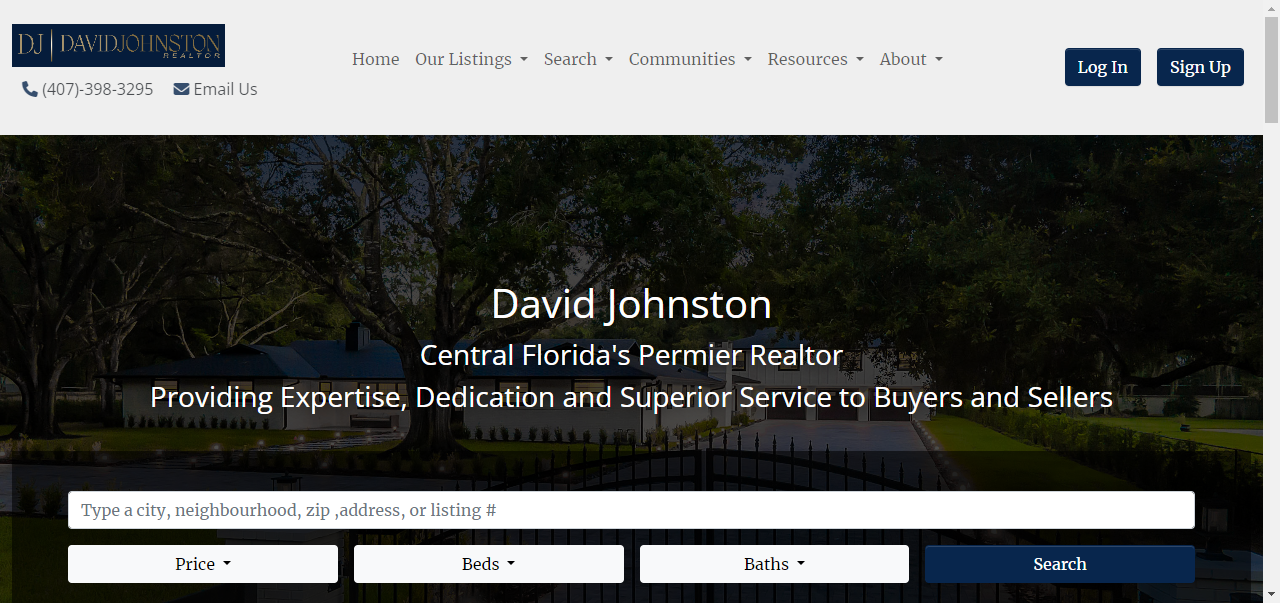 DJ | DAVIDJOHNSTON
REALTOR
(407)-398-3295 Email Us
Home Our Listings Search Communities Resources About
Log In Sign Up
David Johnston
Central Florida's Permier Realtor
Providing Expertise, Dedication and Superior Service to Buyers and Sellers
Type a city, neighbourhood, zip ,address, or listing #
Price Beds Baths Search